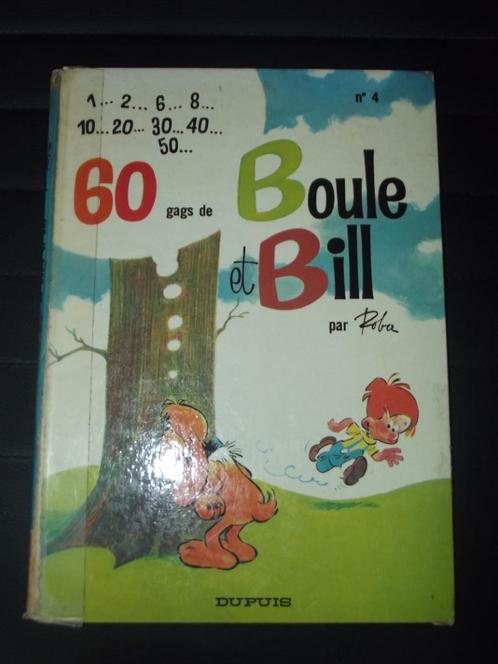 1... 2... 6... 8...
n° 4
10... 20... 30... 40...
50...
60 gags de Boule
et Bill
par Roba
DUPUIS